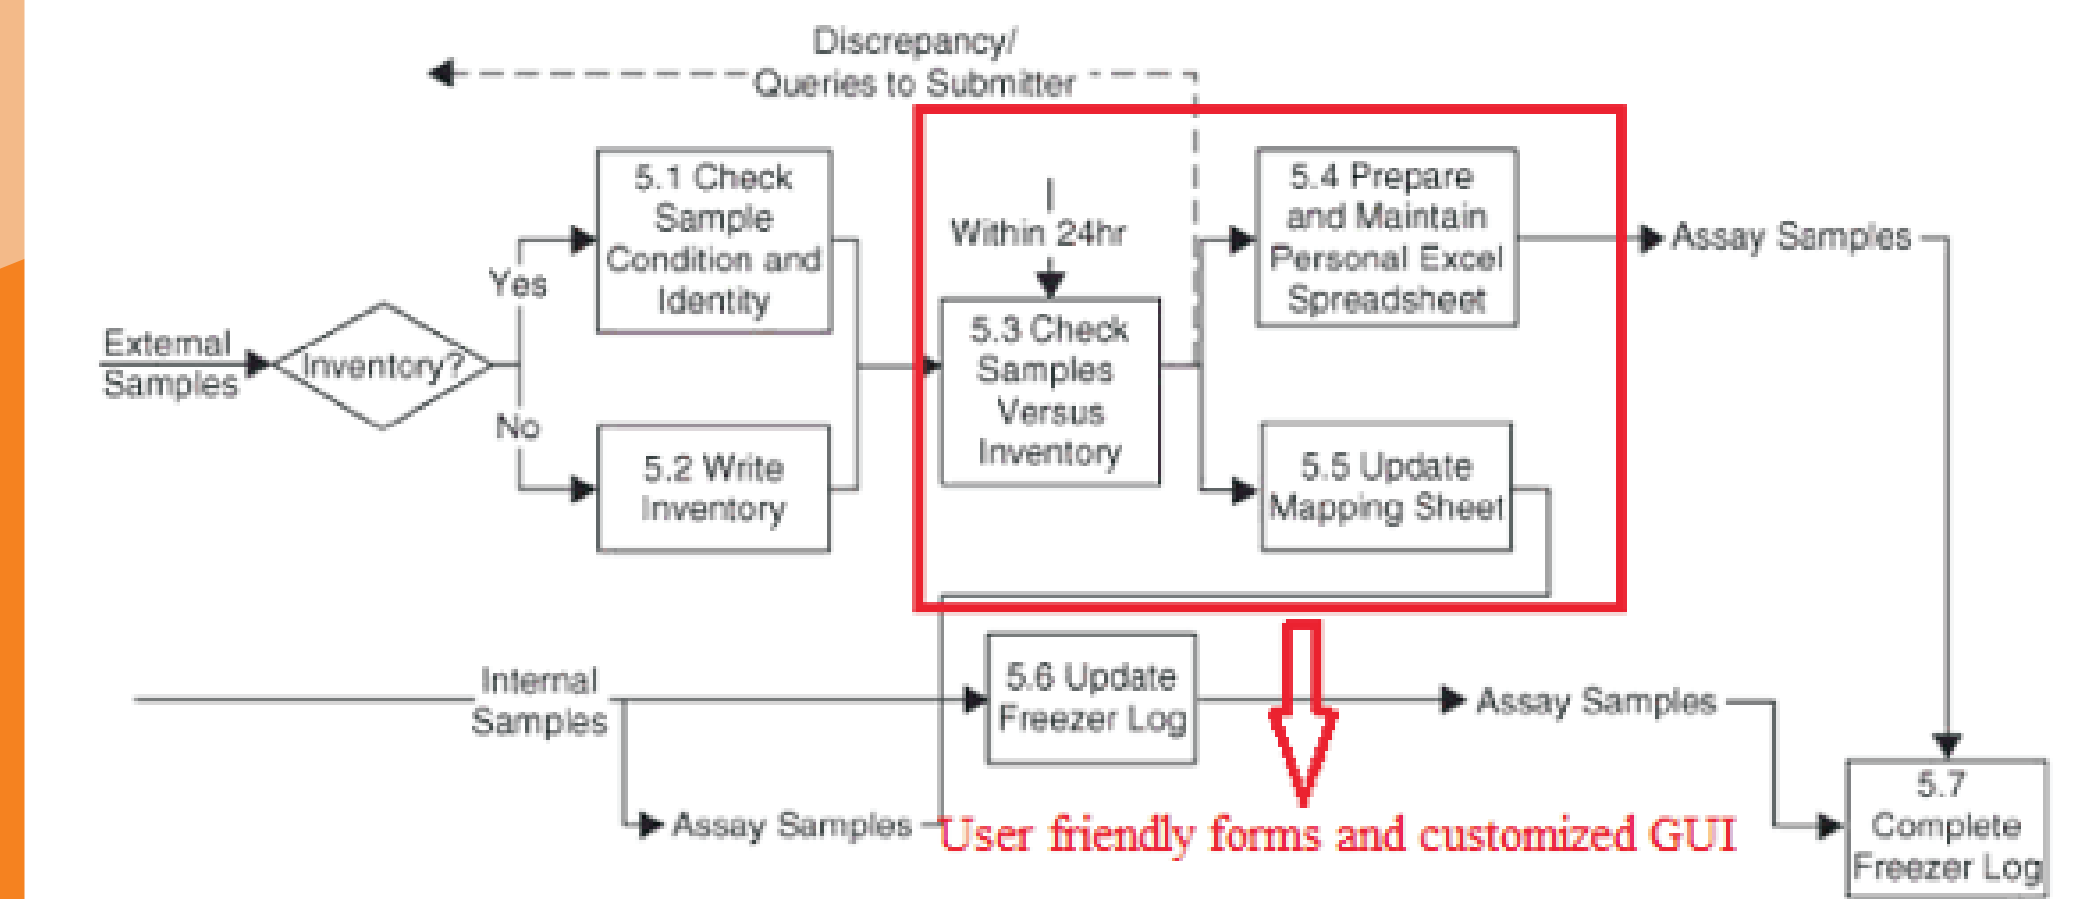 Discrepancy/
Queries to Submitter
5.1 Check
Sample
Condition and
Identity
Within 24hr
5.4 Prepare
and Maintain
Personal Excel
Spreadsheet
Assay Samples
Yes
External
Samples
Inventory?
No
5.2 Write
Inventory
5.3 Check
Samples
Versus
Inventory
5.5 Update
Mapping Sheet
Internal
Samples
5.6 Update
Freezer Log
Assay Samples
Assay Samples
User friendly forms and customized GUI
5.7
Complete
Freezer Log